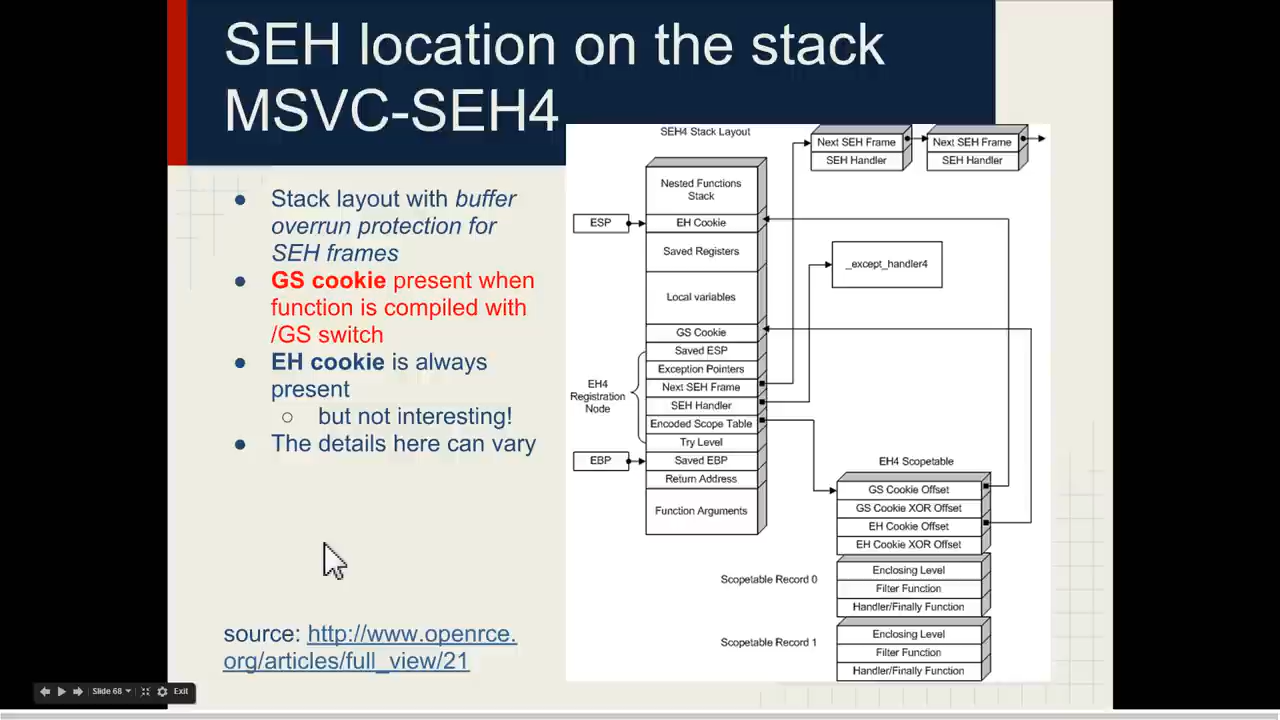 SEH location on the stack
MSVC-SEH4
● Stack layout with buffer
overrun protection for
SEH frames
● GS cookie present when
function is compiled with
/GS switch
● EH cookie is always
present
○ but not interesting!
● The details here can vary
source: http://www.openrce.
org/articles/full_view/21
SEH4 Stack Layout
Next SEH Frame
SEH Handler
Next SEH Frame
SEH Handler
Nested Functions
Stack
ESP
EH Cookie
Saved Registers
_except_handler4
Local variables
GS Cookie
Saved ESP
Exception Pointers
EH4
Registration
Node
Next SEH Frame
SEH Handler
Encoded Scope Table
Try Level
EBP
Saved EBP
Return Address
Function Arguments
EH4 Scopetable
GS Cookie Offset
GS Cookie XOR Offset
EH Cookie Offset
EH Cookie XOR Offset
Scopetable Record 0
Enclosing Level
Filter Function
Handler/Finally Function
Scopetable Record 1
Enclosing Level
Filter Function
Handler/Finally Function
Slide 68
Exit